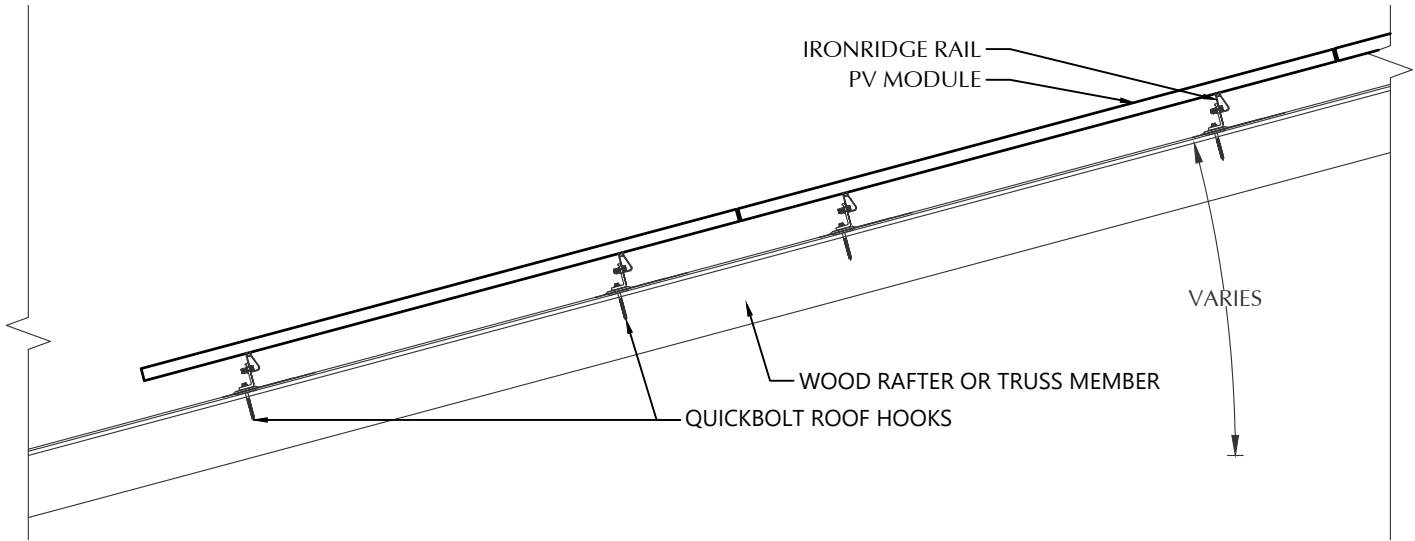 IRONRIDGE RAIL
PV MODULE
VARIES
WOOD RAFTER OR TRUSS MEMBER
QUICKBOLT ROOF HOOKS